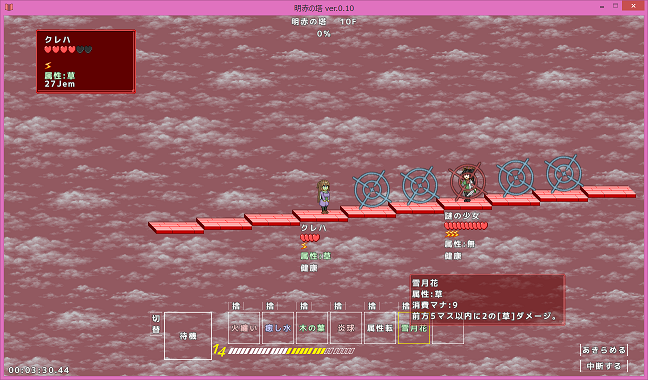 明赤の塔 ver.0.10
明赤の塔 10F
0%
クレハ
属性:草
27Jem
クレハ
属性:草
健康
謎の少女
属性:無
健康
雪月花
属性:草
消費マナ:9
前方5マス以内に2の[草]ダメージ。
捨 捨 捨 捨 捨
切替
待機
火纏い
癒し水
木の葉
炎球
属性転
雪月花
14
あきらめる
中断する
00:03:30.44